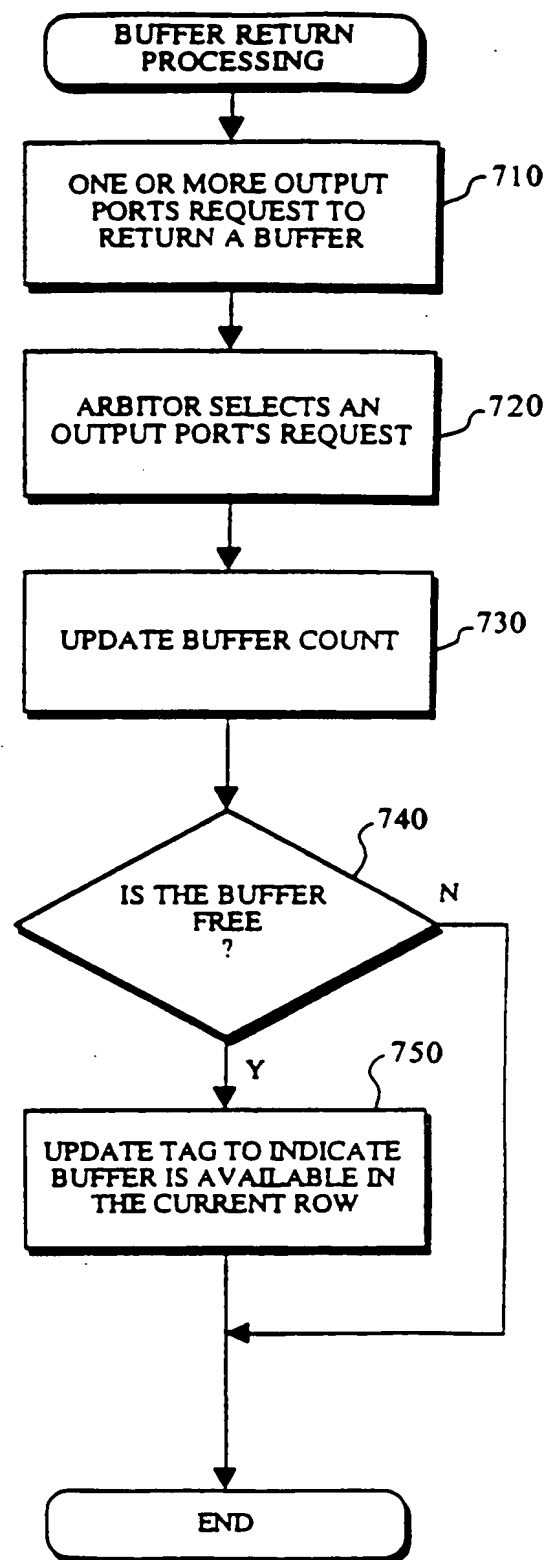 BUFFER RETURN
PROCESSING
ONE OR MORE OUTPUT
PORTS REQUEST TO
RETURN A BUFFER
710
ARBITOR SELECTS AN
OUTPUT PORT'S REQUEST
720
UPDATE BUFFER COUNT
730
740
IS THE BUFFER
FREE
?
N
Y
750
UPDATE TAG TO INDICATE
BUFFER IS AVAILABLE IN
THE CURRENT ROW
END